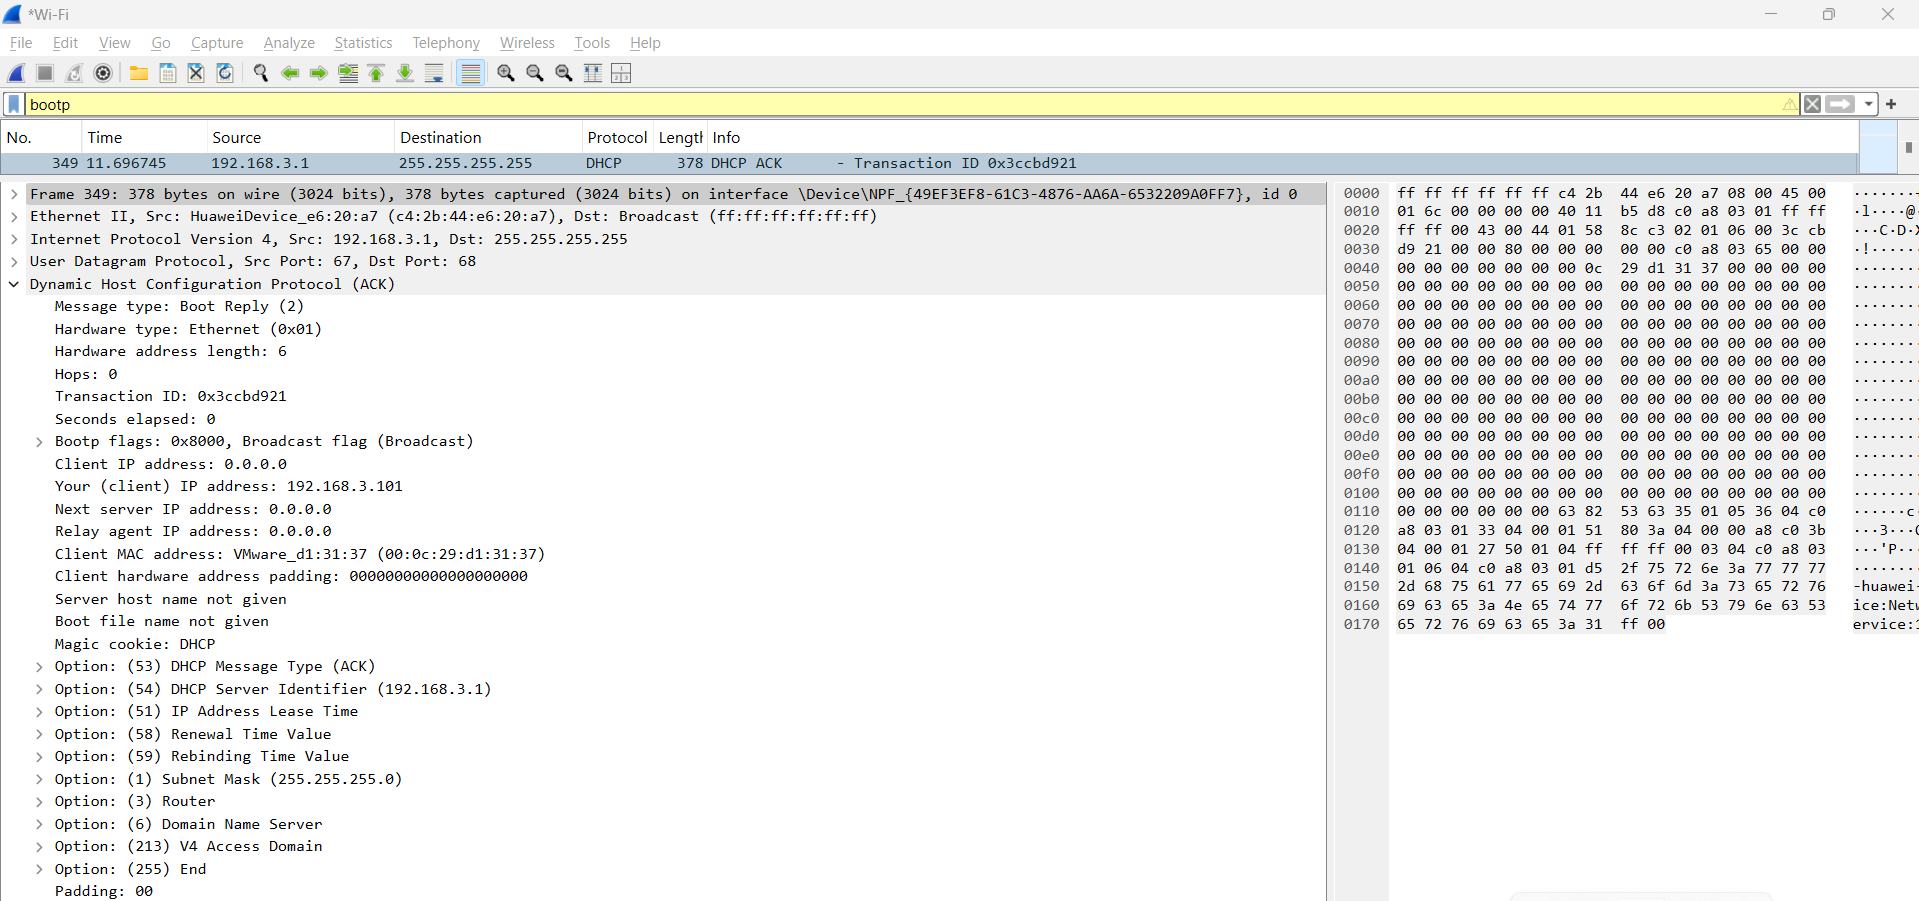 *Wi-Fi
File Edit View Go Capture Analyze Statistics Telephony Wireless Tools Help
bootp
No. Time Source Destination Protocol Length Info
349 11.696745 192.168.3.1 255.255.255.255 DHCP 378 DHCP ACK - Transaction ID 0x3ccbd921
Frame 349: 378 bytes on wire (3024 bits), 378 bytes captured (3024 bits) on interface \Device\NPF_{49EF3EF8-61C3-4876-AA6A-6532209A0FF7}, id 0
Ethernet II, Src: HuaweiDevice_e6:20:a7 (c4:2b:44:e6:20:a7), Dst: Broadcast (ff:ff:ff:ff:ff:ff)
Internet Protocol Version 4, Src: 192.168.3.1, Dst: 255.255.255.255
User Datagram Protocol, Src Port: 67, Dst Port: 68
Dynamic Host Configuration Protocol (ACK)
Message type: Boot Reply (2)
Hardware type: Ethernet (0x01)
Hardware address length: 6
Hops: 0
Transaction ID: 0x3ccbd921
Seconds elapsed: 0
Bootp flags: 0x8000, Broadcast flag (Broadcast)
Client IP address: 0.0.0.0
Your (client) IP address: 192.168.3.101
Next server IP address: 0.0.0.0
Relay agent IP address: 0.0.0.0
Client MAC address: VMware_d1:31:37 (00:0c:29:d1:31:37)
Client hardware address padding: 00000000000000000000
Server host name not given
Boot file name not given
Magic cookie: DHCP
Option: (53) DHCP Message Type (ACK)
Option: (54) DHCP Server Identifier (192.168.3.1)
Option: (51) IP Address Lease Time
Option: (58) Renewal Time Value
Option: (59) Rebinding Time Value
Option: (1) Subnet Mask (255.255.255.0)
Option: (3) Router
Option: (6) Domain Name Server
Option: (213) V4 Access Domain
Option: (255) End
Padding: 00
0000 ff ff ff ff ff ff c4 2b 44 e6 20 a7 08 00 45 00 ·······+
0010 01 6c 00 00 00 00 40 11 b5 d8 c0 a8 03 01 ff ff ·l····@·
0020 ff ff 00 43 00 44 01 58 8c c3 02 01 06 00 3c cb ···C·D·X
0030 d9 21 00 00 80 00 00 00 00 00 c0 a8 03 65 00 00 ·!······
0040 00 00 00 00 00 00 00 0c 29 d1 31 37 00 00 00 00 ········
0050 00 00 00 00 00 00 00 00 00 00 00 00 00 00 00 00 ········
0060 00 00 00 00 00 00 00 00 00 00 00 00 00 00 00 00 ········
0070 00 00 00 00 00 00 00 00 00 00 00 00 00 00 00 00 ········
0080 00 00 00 00 00 00 00 00 00 00 00 00 00 00 00 00 ········
0090 00 00 00 00 00 00 00 00 00 00 00 00 00 00 00 00 ········
00a0 00 00 00 00 00 00 00 00 00 00 00 00 00 00 00 00 ········
00b0 00 00 00 00 00 00 00 00 00 00 00 00 00 00 00 00 ········
00c0 00 00 00 00 00 00 00 00 00 00 00 00 00 00 00 00 ········
00d0 00 00 00 00 00 00 00 00 00 00 00 00 00 00 00 00 ········
00e0 00 00 00 00 00 00 00 00 00 00 00 00 00 00 00 00 ········
00f0 00 00 00 00 00 00 00 00 00 00 00 00 00 00 00 00 ········
0100 00 00 00 00 00 00 00 00 00 00 00 00 00 00 00 00 ········
0110 00 00 00 00 00 00 63 82 53 63 35 01 05 36 04 c0 ······c
0120 a8 03 01 33 04 00 01 51 80 3a 04 00 00 a8 c0 3b ···3···Q
0130 04 00 01 27 50 01 04 ff ff ff 00 03 04 c0 a8 03 ···'P···
0140 01 06 04 c0 a8 03 01 d5 2f 75 72 6e 3a 77 77 77 ········
0150 2d 68 75 61 77 65 69 2d 63 6f 6d 3a 73 65 72 76 -huawei-
0160 69 63 65 3a 4e 65 74 77 6f 72 6b 53 79 6e 63 53 ice:Netw
0170 65 72 76 69 63 65 3a 31 ff 00 ervice:1